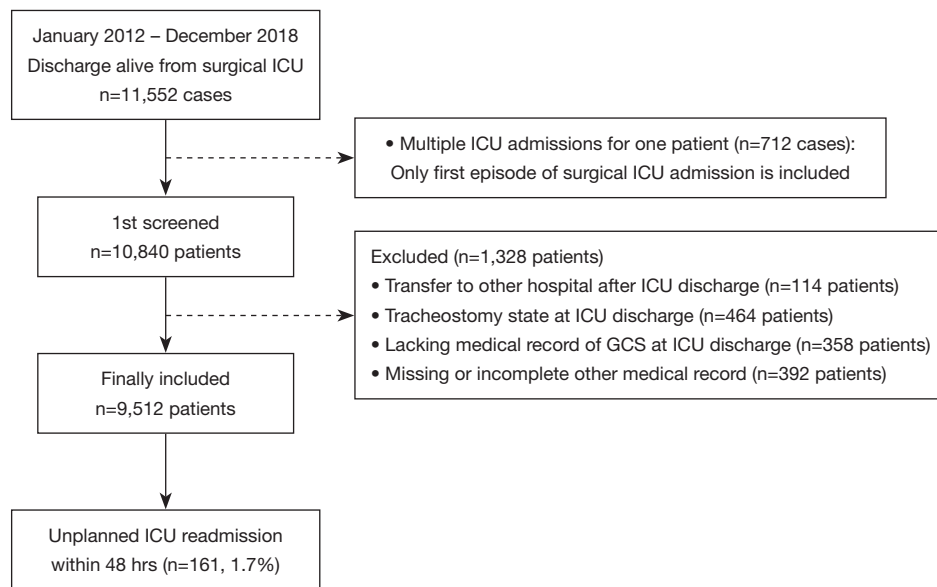 January 2012 – December 2018
Discharge alive from surgical ICU
n=11,552 cases
• Multiple ICU admissions for one patient (n=712 cases):
Only first episode of surgical ICU admission is included
1st screened
n=10,840 patients
Excluded (n=1,328 patients)
• Transfer to other hospital after ICU discharge (n=114 patients)
• Tracheostomy state at ICU discharge (n=464 patients)
• Lacking medical record of GCS at ICU discharge (n=358 patients)
• Missing or incomplete other medical record (n=392 patients)
Finally included
n=9,512 patients
Unplanned ICU readmission
within 48 hrs (n=161, 1.7%)